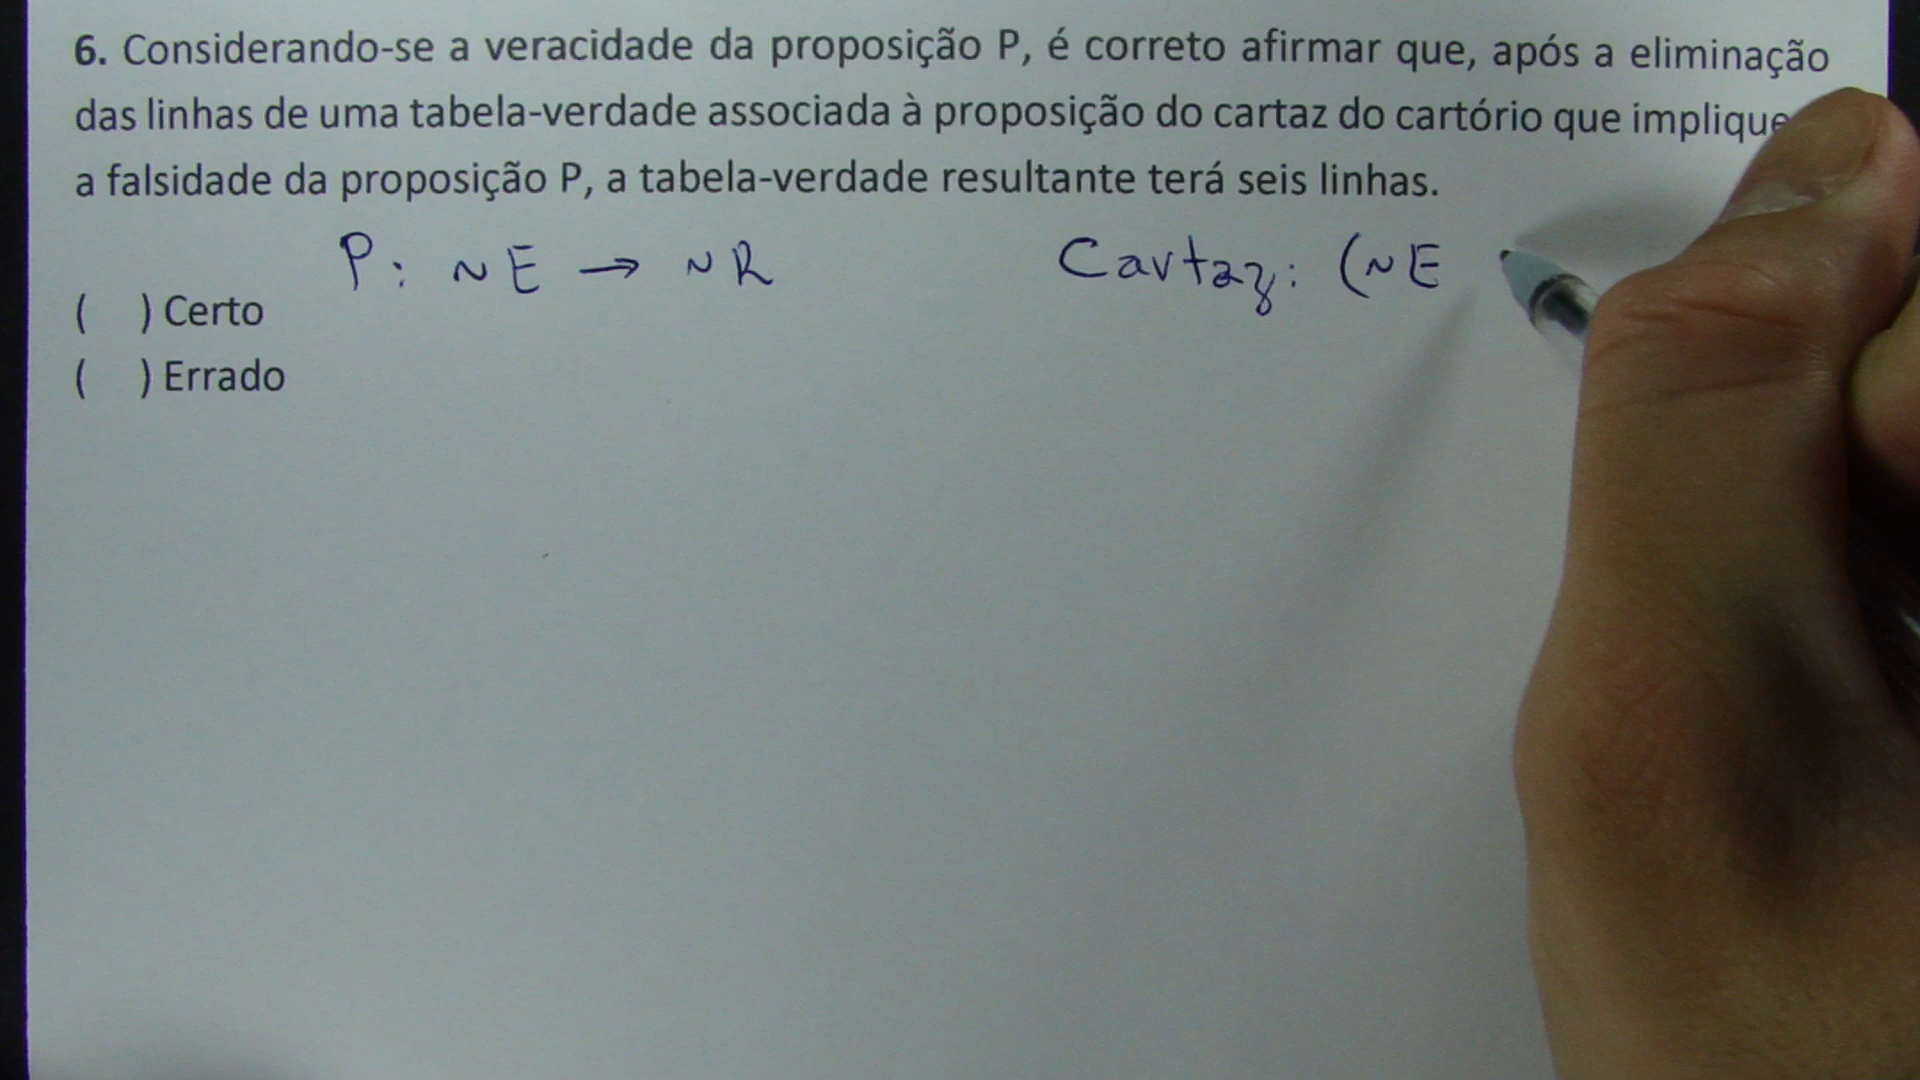 6. Considerando-se a veracidade da proposição P, é correto afirmar que, após a eliminação
das linhas de uma tabela-verdade associada à proposição do cartaz do cartório que implique
a falsidade da proposição P, a tabela-verdade resultante terá seis linhas.
P: ~E → ~R
Cartaz: (~E
( ) Certo
( ) Errado